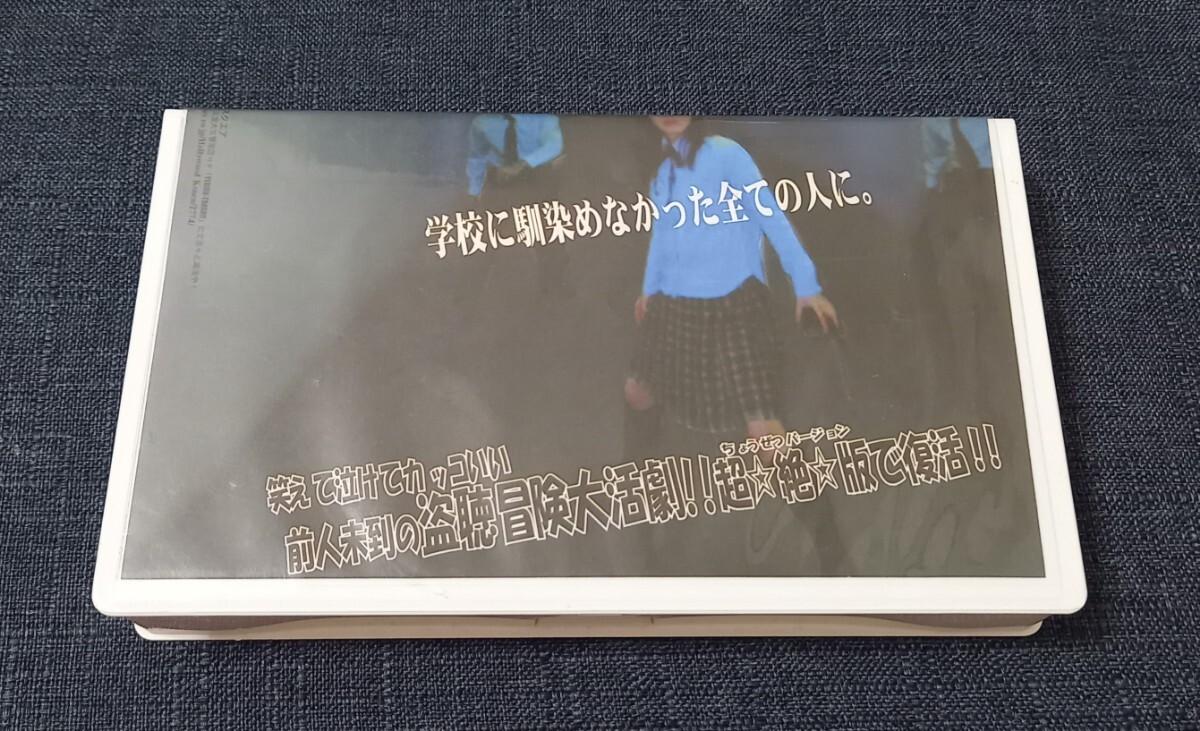 学校に馴染めなかった全ての人に。
笑えて泣けてカッコいい
ちょうぜつバージョン
前人未到の盗聴冒険大活劇!!超☆絶☆版で復活!!